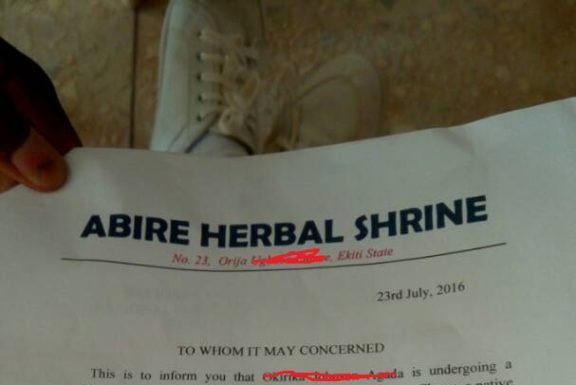 ABIRE HERBAL SHRINE
No. 23, Orija Ekiti State
23rd July, 2016
TO WHOM IT MAY CONCERNED
This is to inform you that is undergoing a